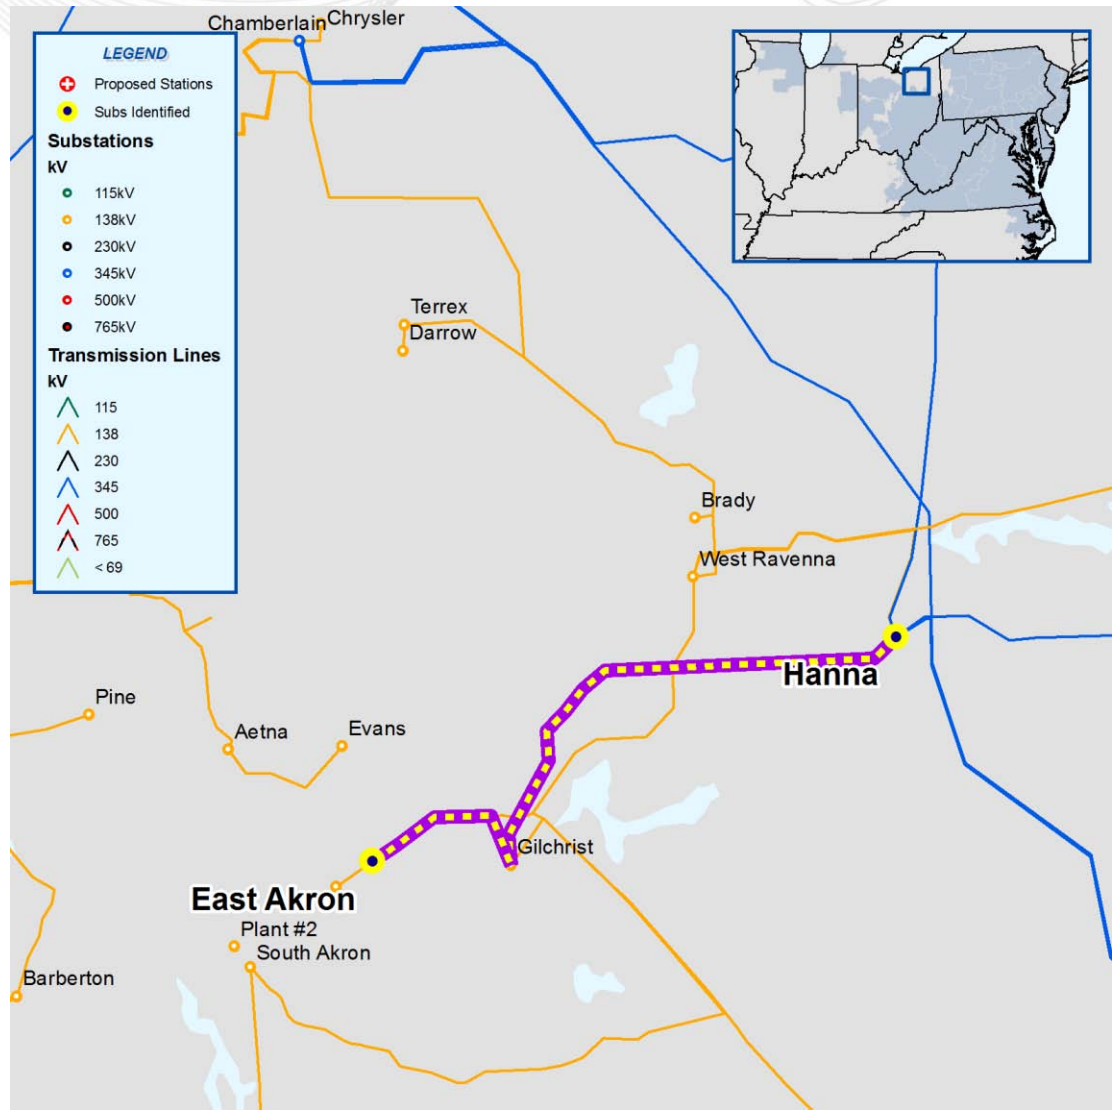 Chamberlain
Chrysler
LEGEND
Proposed Stations
Subs Identified
Substations
kV
115kV
138kV
230kV
345kV
500kV
765kV
Transmission Lines
kV
115
138
230
345
500
765
< 69
Terrex
Darrow
Brady
West Ravenna
Hanna
Pine
Aetna
Evans
Gilchrist
East Akron
Plant #2
South Akron
Barberton